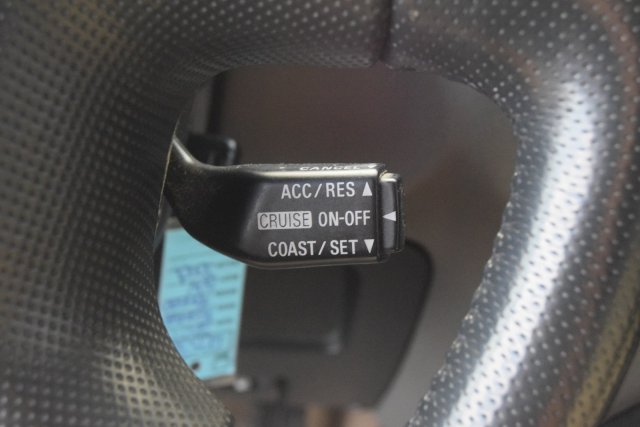 CANCEL
ACC/RES ▲
CRUISE ON-OFF ◀
COAST/SET ▼